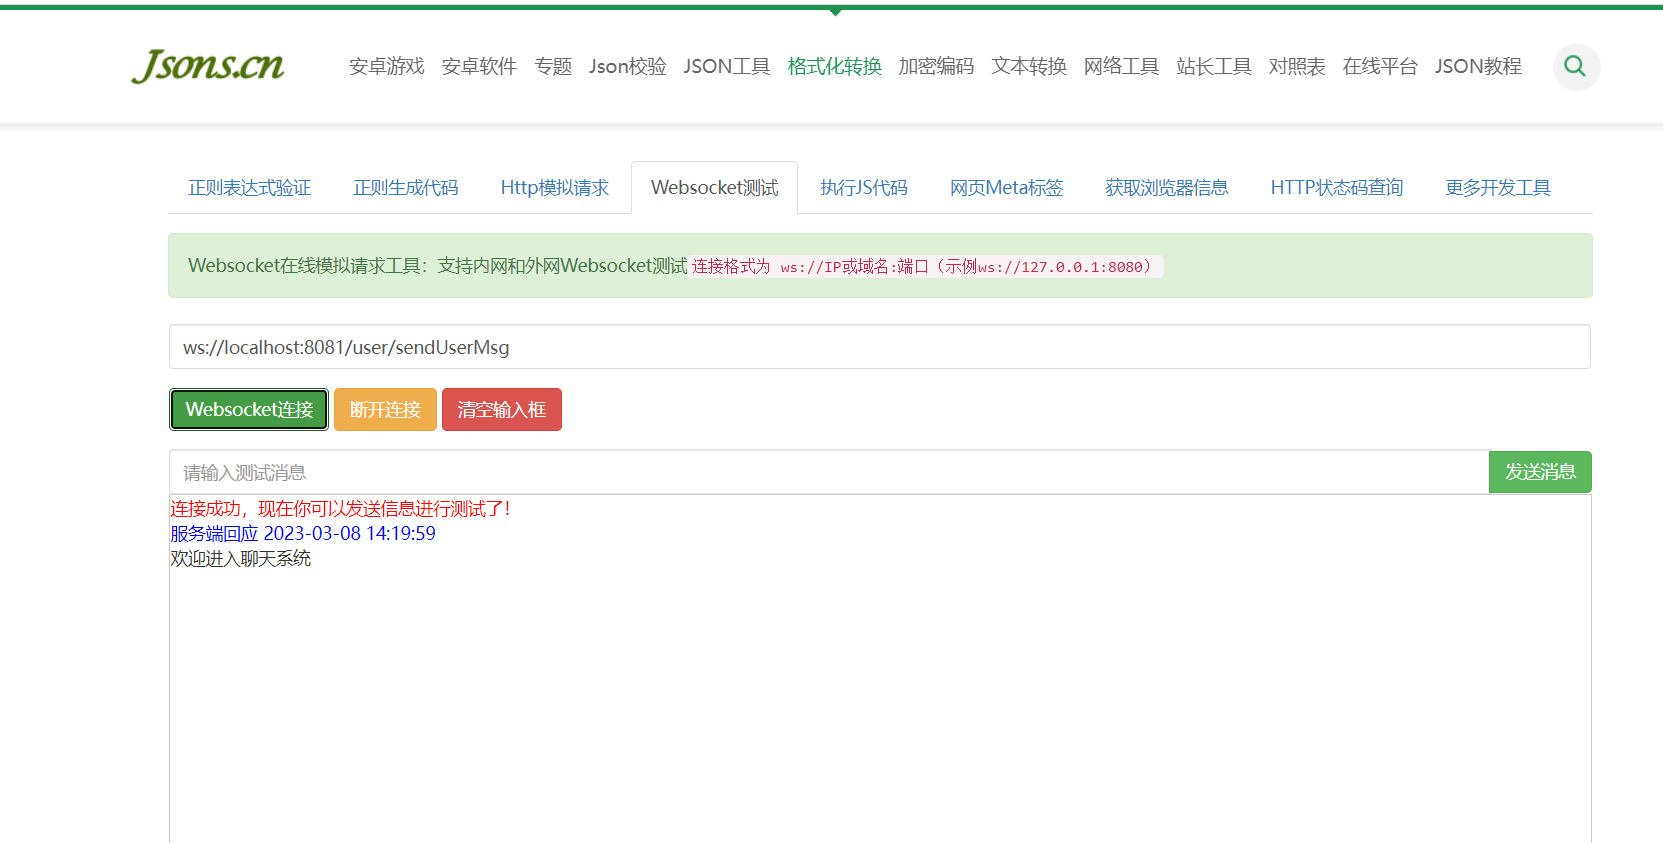 Jsons.cn
安卓游戏 安卓软件 专题 Json校验 JSON工具 格式化转换 加密编码 文本转换 网络工具 站长工具 对照表 在线平台 JSON教程
正则表达式验证 正则生成代码 Http模拟请求 Websocket测试 执行JS代码 网页Meta标签 获取浏览器信息 HTTP状态码查询 更多开发工具
Websocket在线模拟请求工具：支持内网和外网Websocket测试 连接格式为 ws://IP或域名:端口（示例ws://127.0.0.1:8080）
ws://localhost:8081/user/sendUserMsg
Websocket连接 断开连接 清空输入框
请输入测试消息 发送消息
连接成功，现在你可以发送信息进行测试了！
服务端回应 2023-03-08 14:19:59
欢迎进入聊天系统